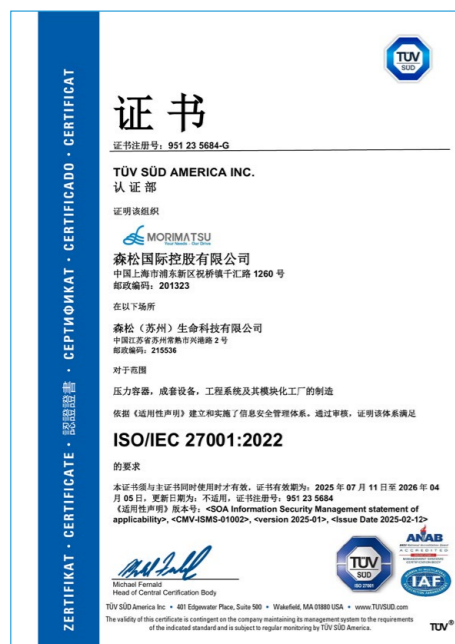 ZERTIFIKAT • CERTIFICATE • 認證證書 • СЕРТИФИКАТ • CERTIFICADO • CERTIFICAT
TÜV
SÜD
证书
证书注册号：951 23 5684-G
TÜV SÜD AMERICA INC.
认证部
证明该组织
MORIMATSU
Your Needs Our Drive
森松国际控股有限公司
中国上海市浦东新区祝桥镇千汇路 1260 号
邮政编码：201323
在以下场所
森松（苏州）生命科技有限公司
中国江苏省苏州常熟市兴港路 2 号
邮政编码：215536
对于范围
压力容器，成套设备，工程系统及其模块化工厂的制造
依据《适用性声明》建立和实施了信息安全管理体系。通过审核，证明该体系满足
ISO/IEC 27001:2022
的要求
本证书须与主证书同时使用时才有效。证书有效期为：2025 年 07 月 11 日至 2026 年 04
月 05 日，更新日期为：不适用，证书注册号：951 23 5684
《适用性声明》版本号：<SOA Information Security Management statement of
applicability>, <CMV-ISMS-01002>, <version 2025-01>, <Issue Date 2025-02-12>
Michael Fernald
Head of Central Certification Body
TÜV
SÜD
ISO 27001
ANAB
ACCREDITED
IAF
TÜV SÜD America Inc • 401 Edgewater Place, Suite 500 • Wakefield, MA 01880 USA • www.TUVSUD.com
The validity of this certificate is contingent on the company maintaining its management system to the requirements
of the indicated standard and is subject to regular monitoring by TÜV SÜD America.
TÜV®